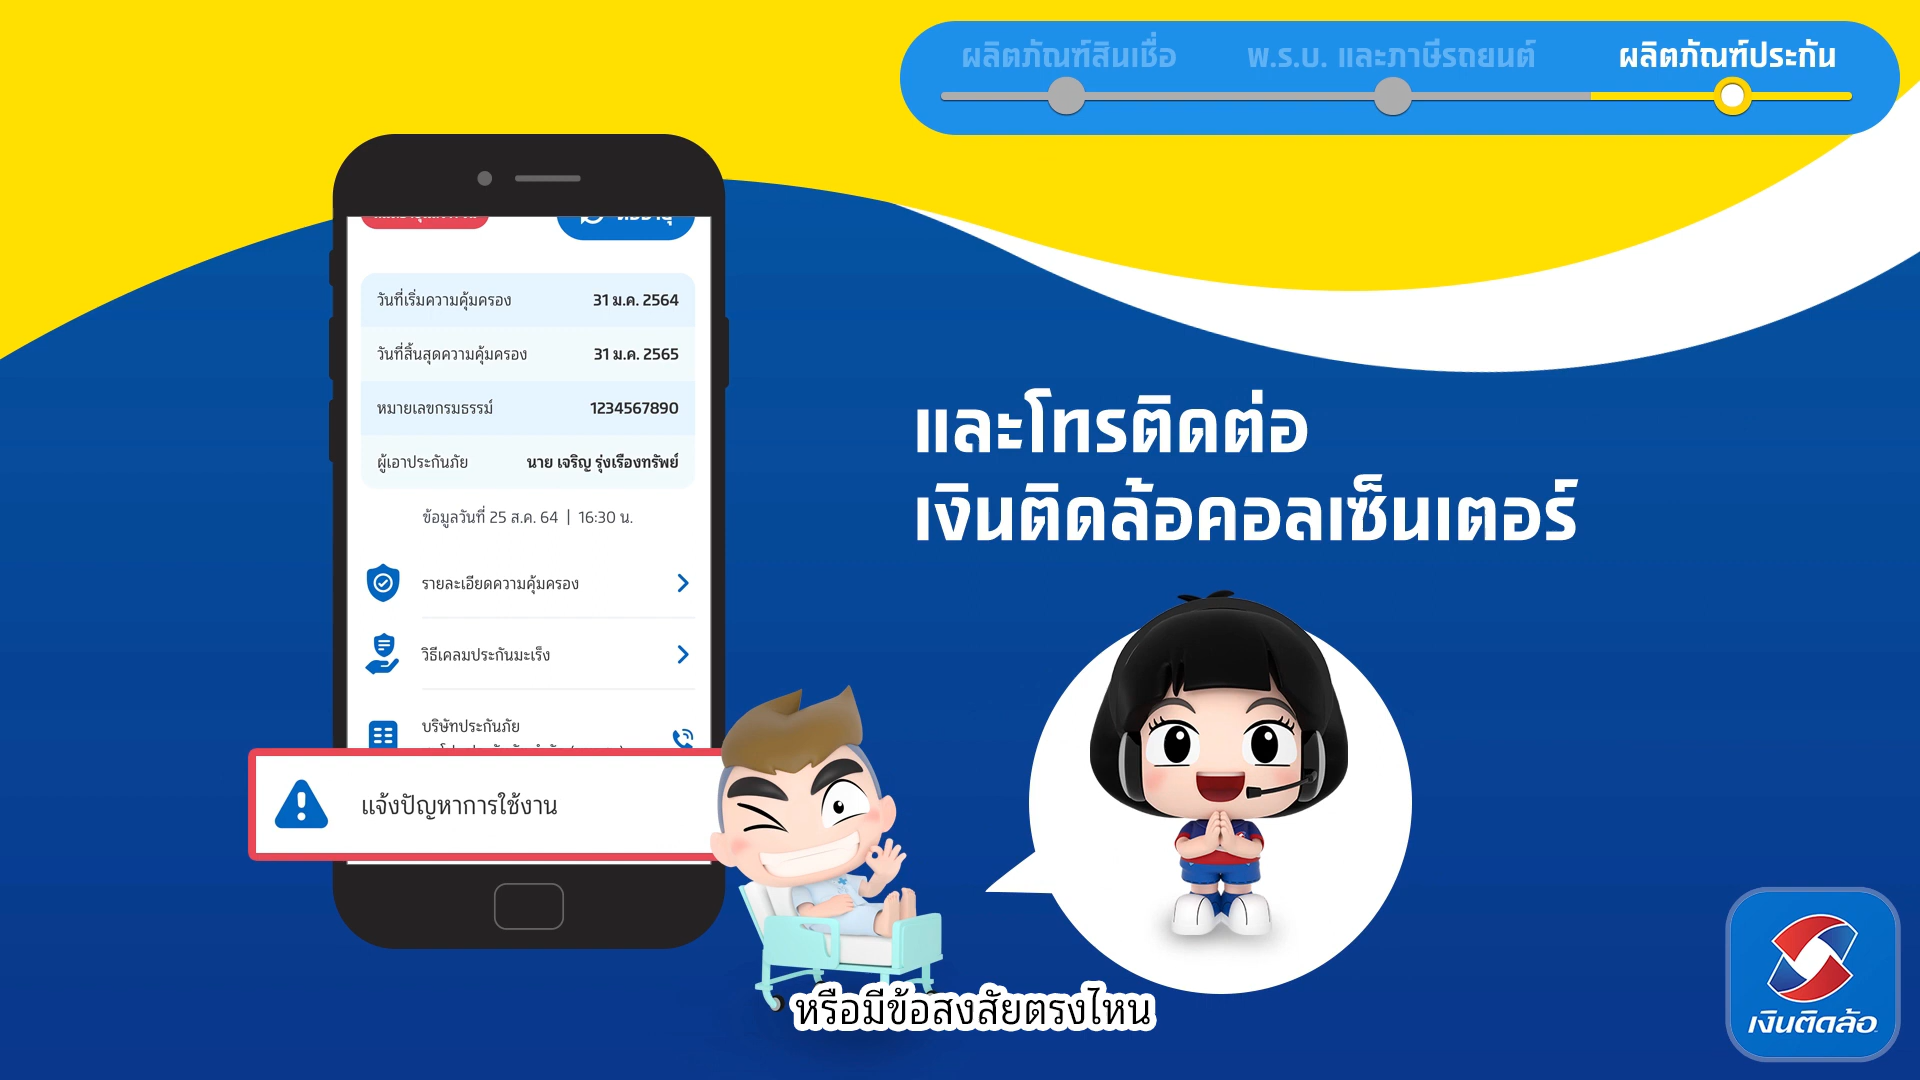 ผลิตภัณฑ์สินเชื่อ
พ.ร.บ. และภาษีรถยนต์
ผลิตภัณฑ์ประกัน
วันที่เริ่มความคุ้มครอง 31 ม.ค. 2564
วันที่สิ้นสุดความคุ้มครอง 31 ม.ค. 2565
หมายเลขกรมธรรม์ 1234567890
ผู้เอาประกันภัย นาย เจริญ รุ่งเรืองทรัพย์
ข้อมูลวันที่ 25 ส.ค. 64 | 16:30 น.
รายละเอียดความคุ้มครอง
วิธีเคลมประกันมะเร็ง
บริษัทประกันภัย
แจ้งปัญหาการใช้งาน
และโทรติดต่อ
เงินติดล้อคอลเซ็นเตอร์
หรือมีข้อสงสัยตรงไหน
เงินติดล้อ